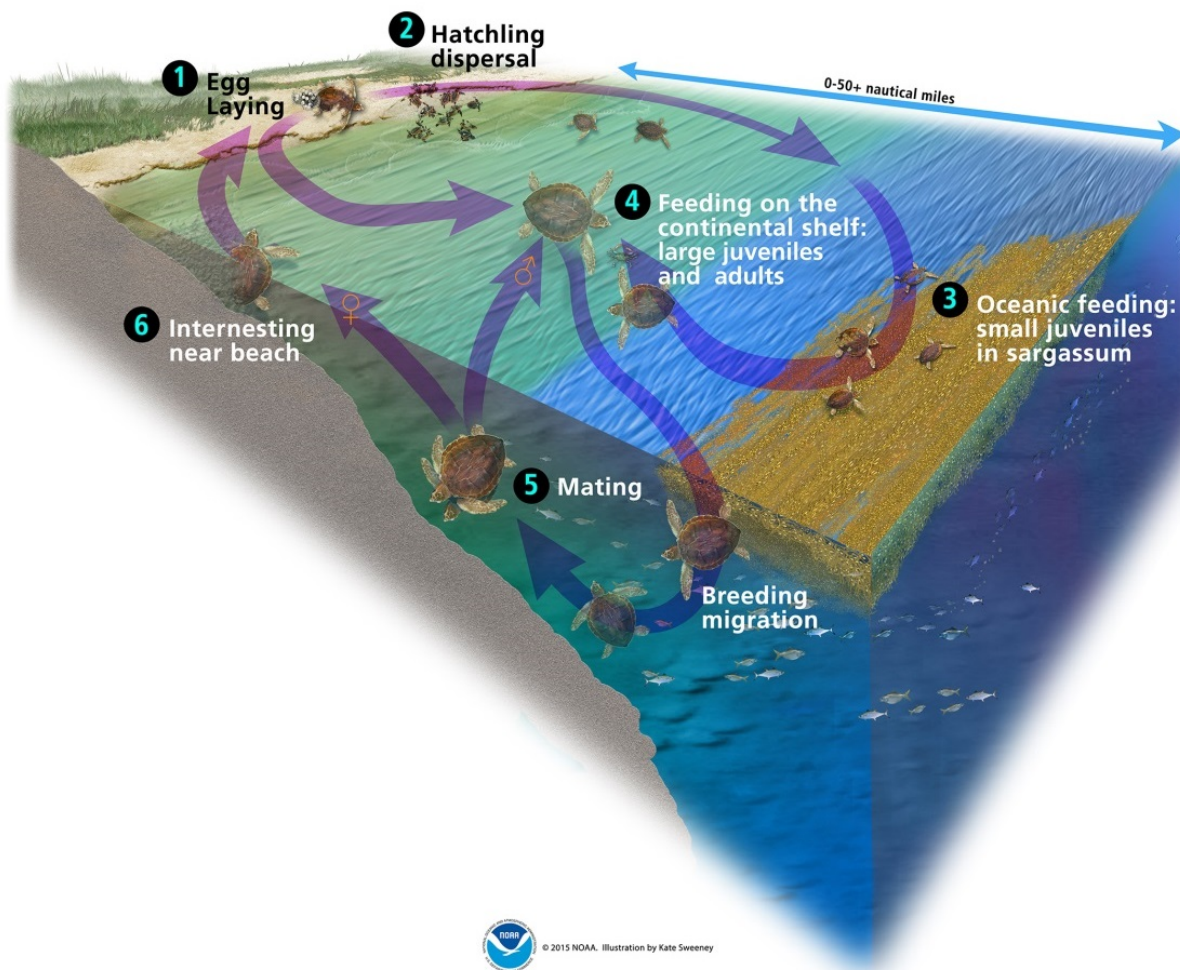 1 Egg
Laying
2 Hatchling
dispersal
0-50+ nautical miles
3 Oceanic feeding:
small juveniles
in sargassum
4 Feeding on the
continental shelf:
large juveniles
and adults
♂
♀
5 Mating
6 Internesting
near beach
Breeding
migration
NOAA
© 2015 NOAA. Illustration by Kate Sweeney